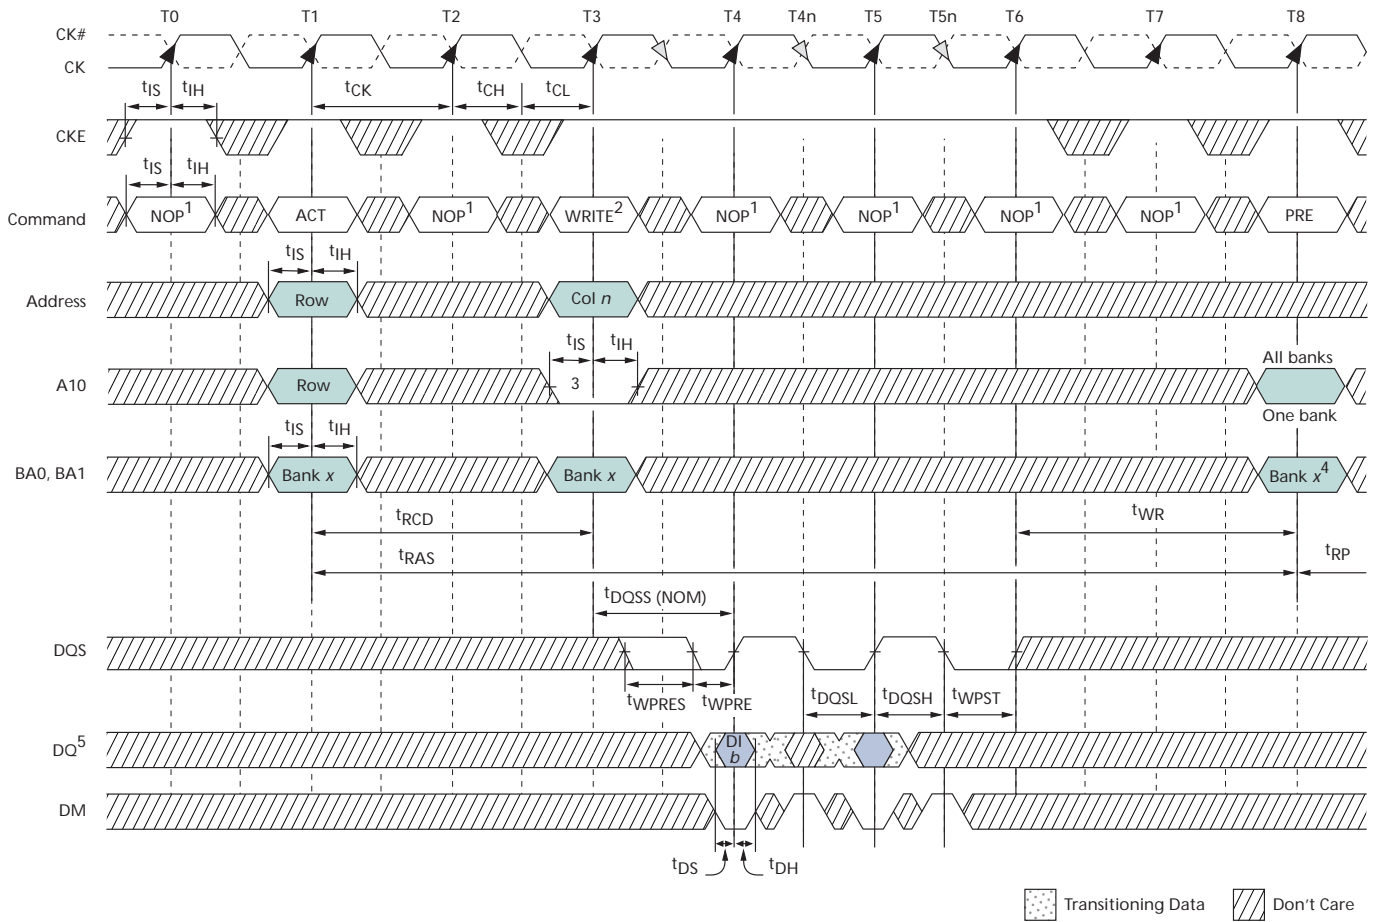 T0 T1 T2 T3 T4 T4n T5 T5n T6 T7 T8
CK#
CK
tIS tIH tCK tCH tCL
CKE
tIS tIH
Command NOP1 ACT NOP1 WRITE2 NOP1 NOP1 NOP1 NOP1 PRE
tIS tIH
Address Row Col n
tIS tIH
All banks
A10 Row 3
One bank
tIS tIH
BA0, BA1 Bank x Bank x Bank x4
tRCD tWR
tRAS tRP
tDQSS (NOM)
DQS
tWPRES tWPRE tDQSL tDQSH tWPST
DQ5 DI
b
DM
tDS tDH
Transitioning Data Don't Care